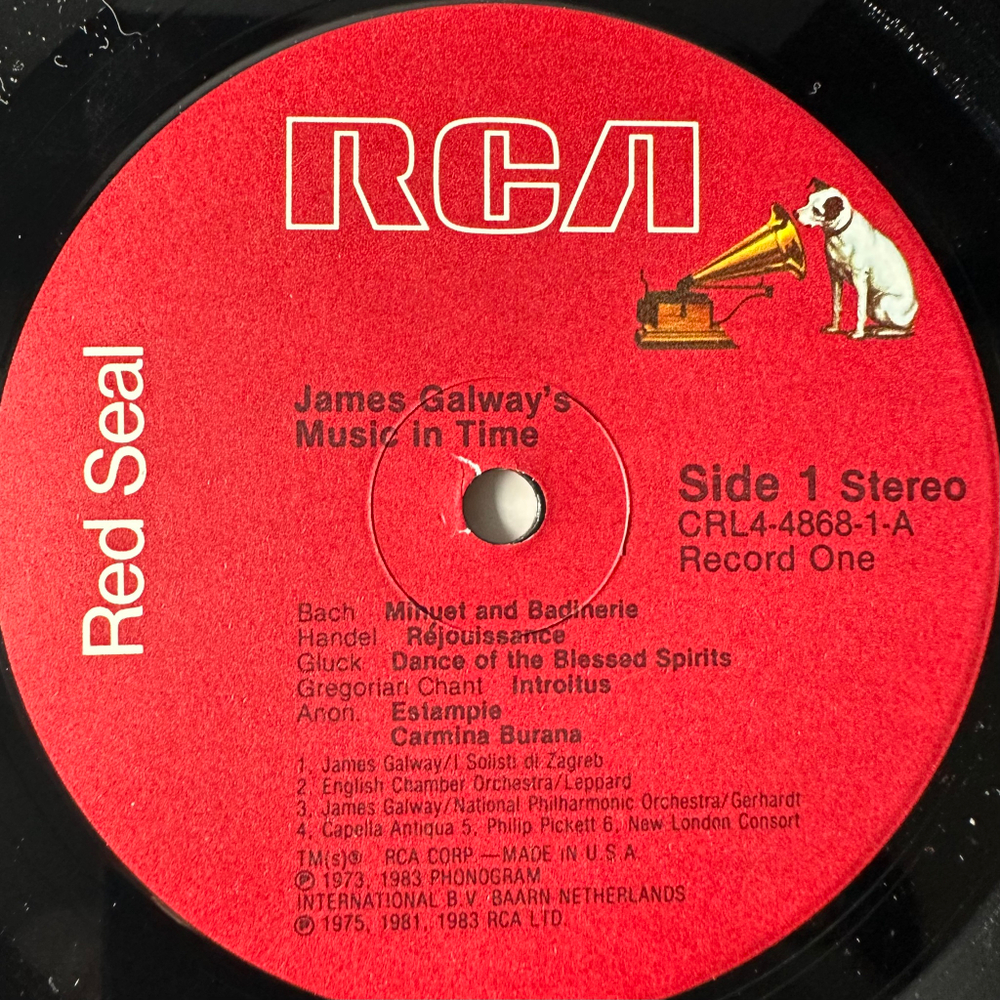 RCA
Red Seal
James Galway's
Music in Time
Side 1 Stereo
CRL4-4868-1-A
Record One
Bach Minuet and Badinerie
Handel Réjouissance
Gluck Dance of the Blessed Spirits
Gregorian Chant Introitus
Anon. Estampie
Carmina Burana
1. James Galway/I Solisti di Zagreb
2. English Chamber Orchestra/Leppard
3. James Galway/National Philharmonic Orchestra/Gerhardt
4. Capella Antiqua 5. Philip Pickett 6. New London Consort
TM(s)® RCA CORP.—MADE IN U.S.A.
℗ 1973, 1983 PHONOGRAM
INTERNATIONAL B.V. BAARN NETHERLANDS
℗ 1975, 1981, 1983 RCA LTD.